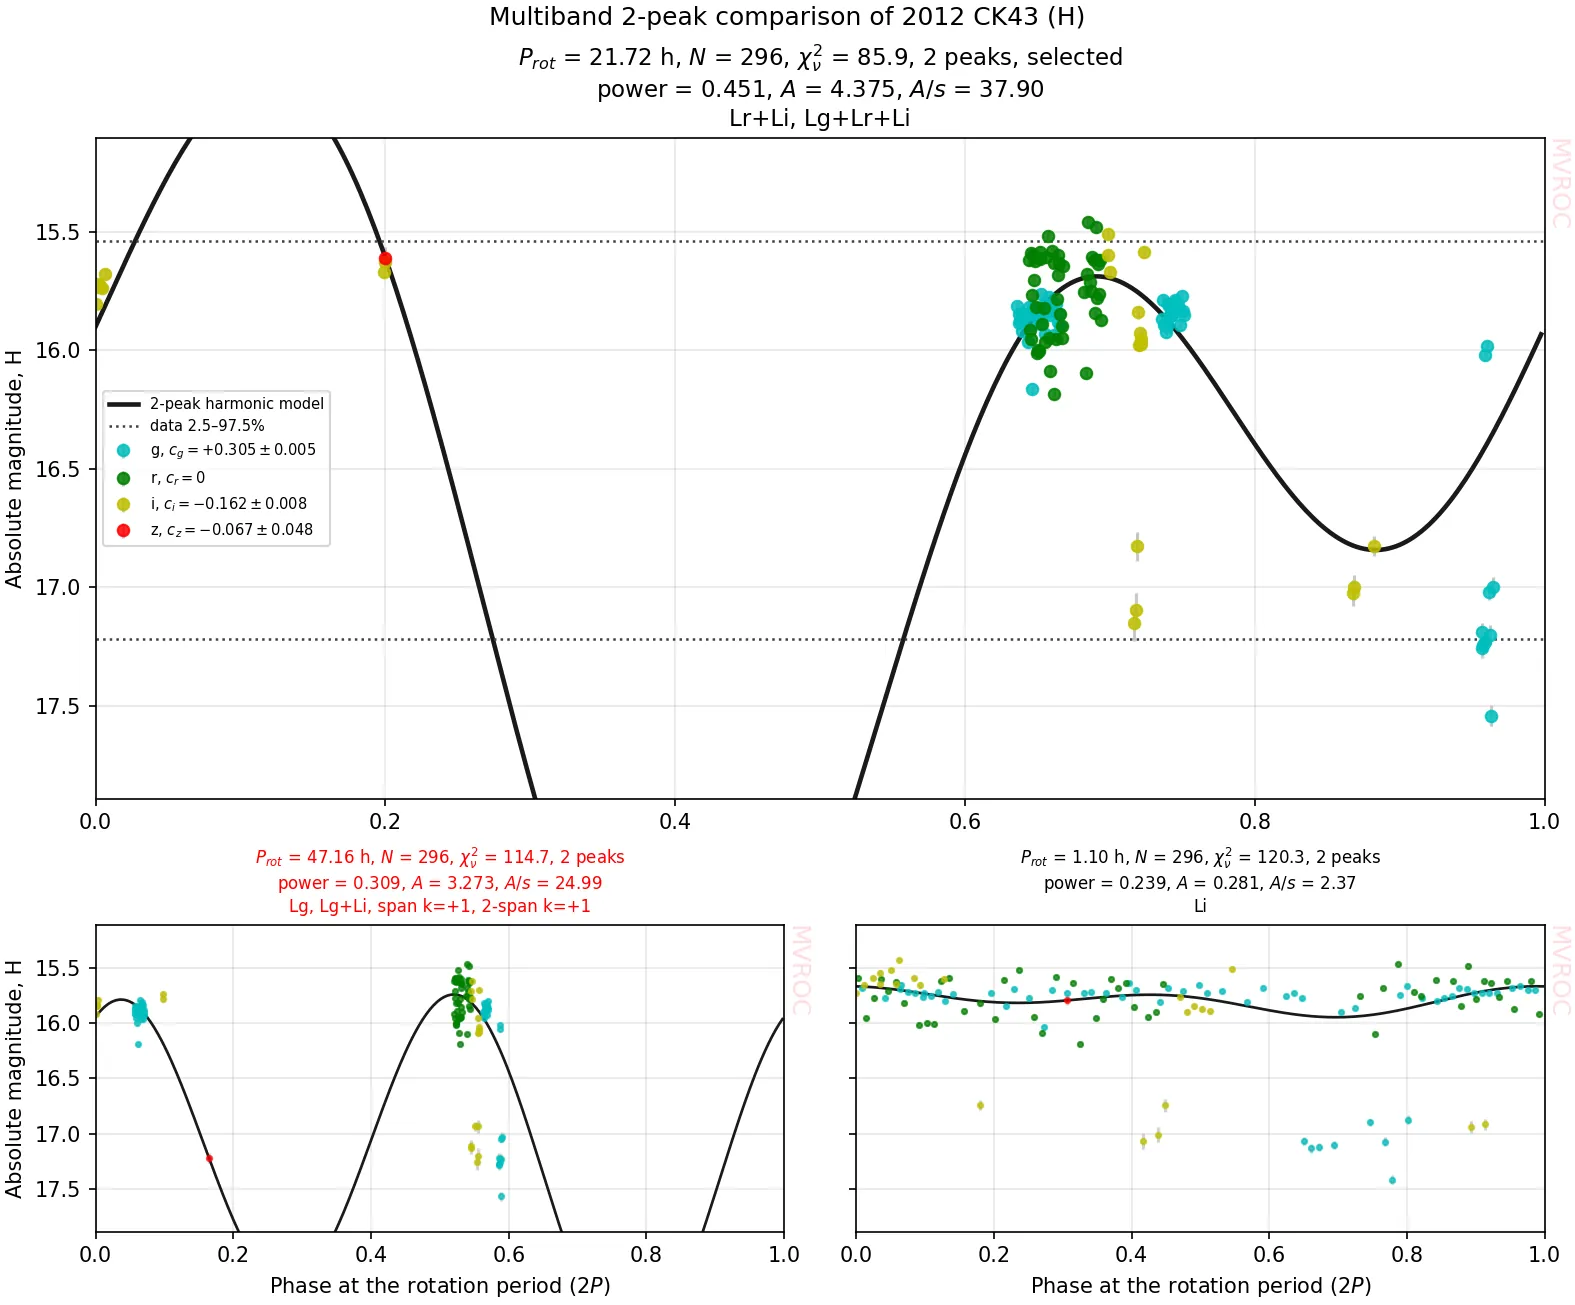 Multiband 2-peak comparison of 2012 CK43 (H)
P_rot = 21.72 h, N = 296, χ²_ν = 85.9, 2 peaks, selected
power = 0.451, A = 4.375, A/s = 37.90
Lr+Li, Lg+Lr+Li
MVROC
Absolute magnitude, H
15.5
16.0
16.5
17.0
17.5
2-peak harmonic model
data 2.5–97.5%
g, c_g = +0.305 ± 0.005
r, c_r = 0
i, c_i = −0.162 ± 0.008
z, c_z = −0.067 ± 0.048
0.0 0.2 0.4 0.6 0.8 1.0
P_rot = 47.16 h, N = 296, χ²_ν = 114.7, 2 peaks
power = 0.309, A = 3.273, A/s = 24.99
Lg, Lg+Li, span k=+1, 2-span k=+1
MVROC
Absolute magnitude, H
15.5
16.0
16.5
17.0
17.5
0.0 0.2 0.4 0.6 0.8 1.0
Phase at the rotation period (2P)
P_rot = 1.10 h, N = 296, χ²_ν = 120.3, 2 peaks
power = 0.239, A = 0.281, A/s = 2.37
Li
MVROC
0.0 0.2 0.4 0.6 0.8 1.0
Phase at the rotation period (2P)